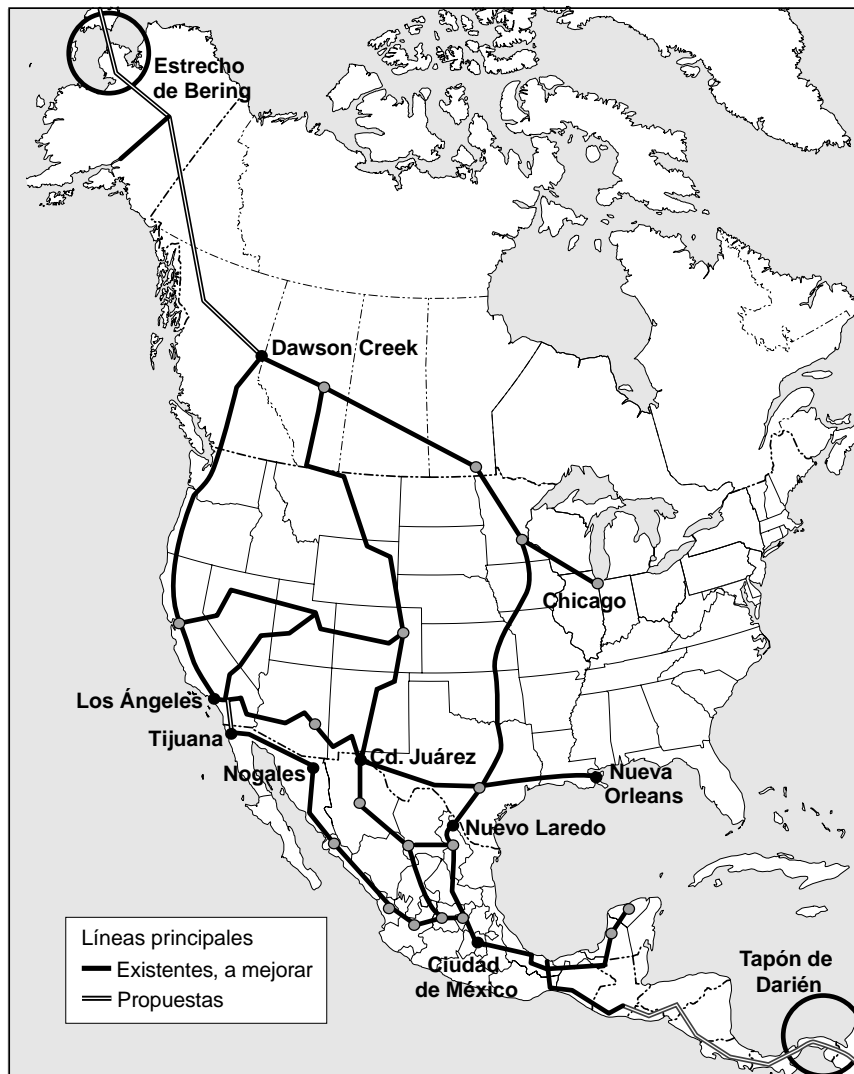 Estrecho
de Bering
Dawson Creek
Chicago
Los Ángeles
Tijuana
Cd. Juárez
Nogales
Nueva
Orleans
Nuevo Laredo
Ciudad
de México
Tapón de
Darién
Líneas principales
Existentes, a mejorar
Propuestas